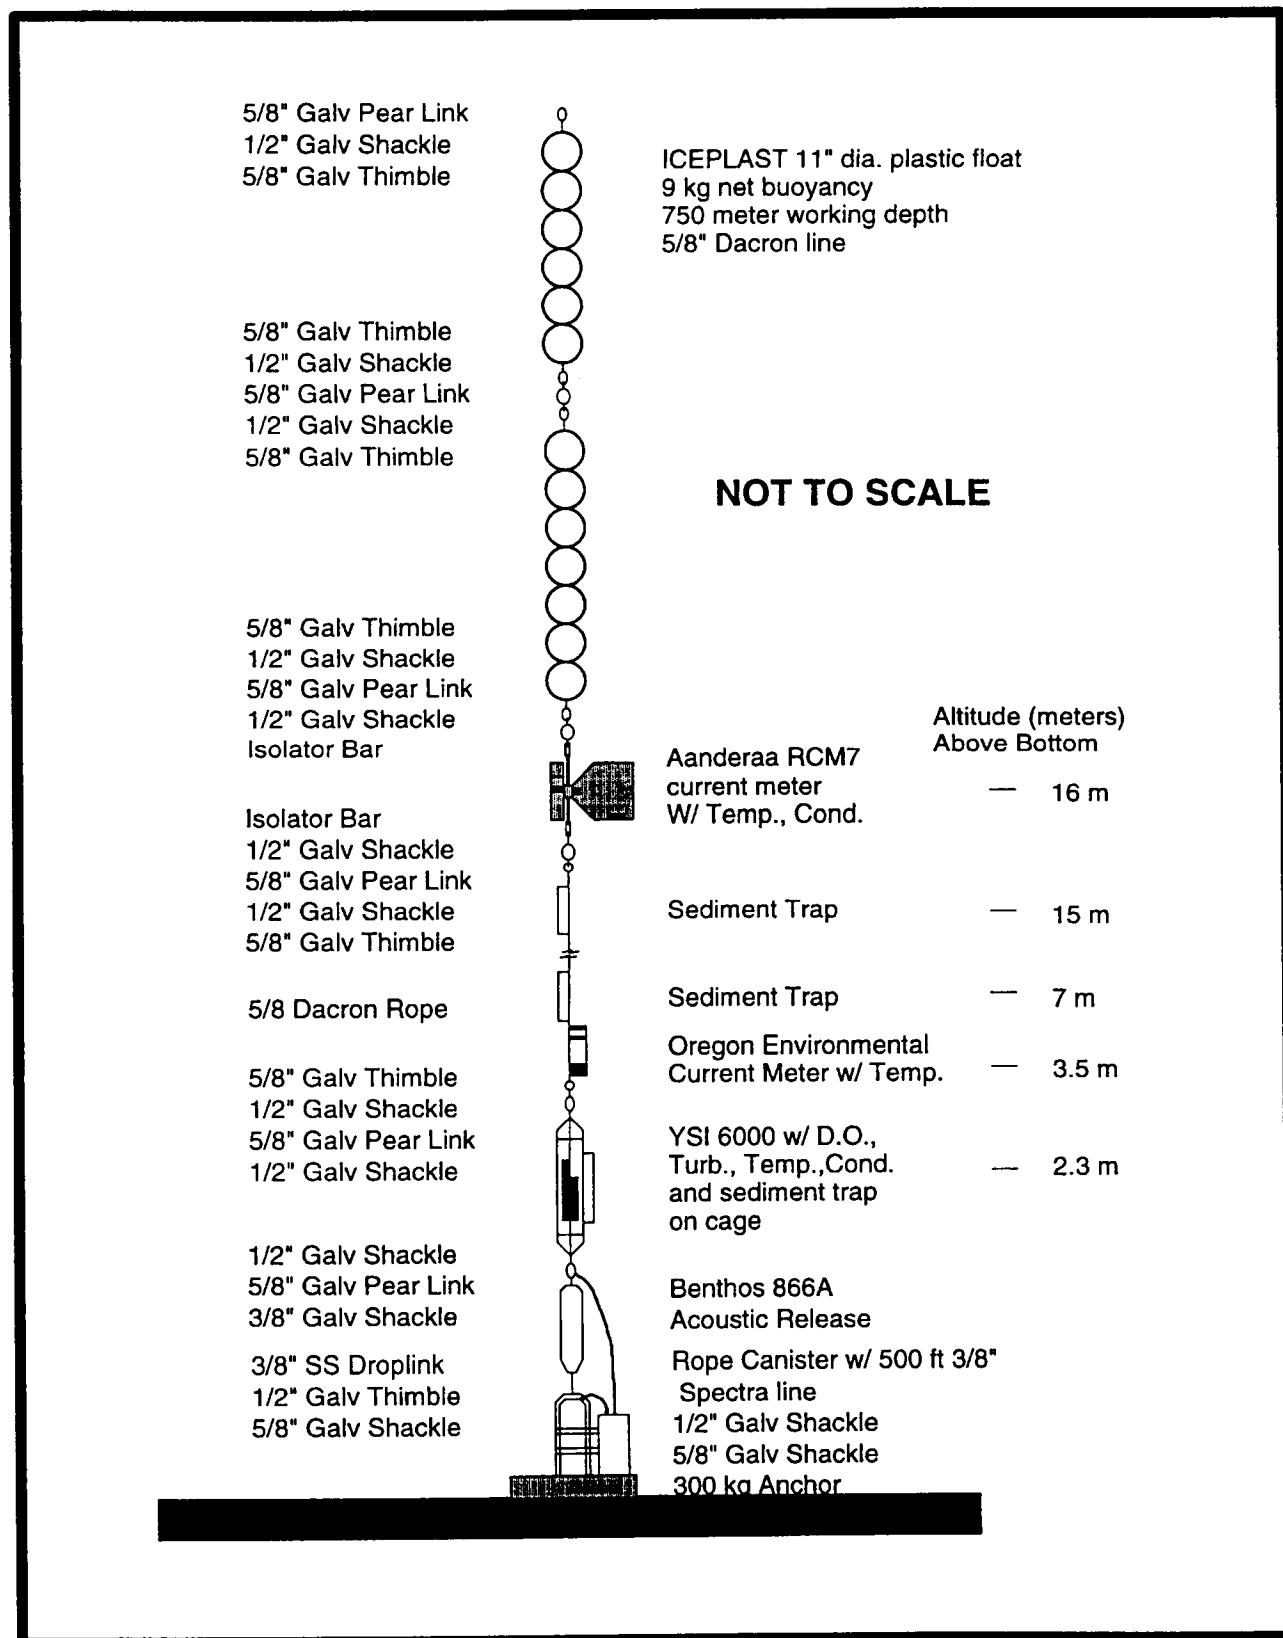 5/8" Galv Pear Link
1/2" Galv Shackle
5/8" Galv Thimble
ICEPLAST 11" dia. plastic float
9 kg net buoyancy
750 meter working depth
5/8" Dacron line
5/8" Galv Thimble
1/2" Galv Shackle
5/8" Galv Pear Link
1/2" Galv Shackle
5/8" Galv Thimble
NOT TO SCALE
5/8" Galv Thimble
1/2" Galv Shackle
5/8" Galv Pear Link
1/2" Galv Shackle
Isolator Bar
Altitude (meters)
Above Bottom
Aanderaa RCM7
current meter
W/ Temp., Cond.
— 16 m
Isolator Bar
1/2" Galv Shackle
5/8" Galv Pear Link
1/2" Galv Shackle
5/8" Galv Thimble
Sediment Trap — 15 m
5/8 Dacron Rope
Sediment Trap — 7 m
Oregon Environmental
Current Meter w/ Temp. — 3.5 m
5/8" Galv Thimble
1/2" Galv Shackle
5/8" Galv Pear Link
1/2" Galv Shackle
YSI 6000 w/ D.O.,
Turb., Temp.,Cond.
and sediment trap
on cage
— 2.3 m
1/2" Galv Shackle
5/8" Galv Pear Link
3/8" Galv Shackle
Benthos 866A
Acoustic Release
3/8" SS Droplink
1/2" Galv Thimble
5/8" Galv Shackle
Rope Canister w/ 500 ft 3/8"
Spectra line
1/2" Galv Shackle
5/8" Galv Shackle
300 kg Anchor